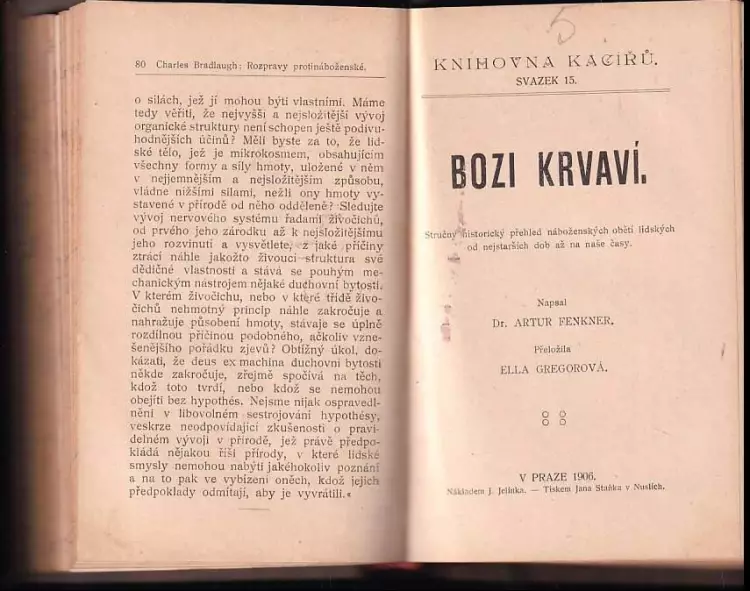 80 Charles Bradlaugh: Rozpravy protináboženské.
o silách, jež jí mohou býti vlastními. Máme
tedy věřiti, že nejvyšší a nejsložitější vývoj
organické struktury není schopen ještě podivu-
hodnějších účinů? Měli byste za to, že lid-
ské tělo, jež je mikrokosmem, obsahujícím
všechny formy a síly hmoty, uložené v něm
v nejjemnějším a nejsložitějším způsobu,
vládne nižšími silami, nežli ony hmoty vy-
stavené v přírodě od něho odděleně? Sledujte
vývoj nervového systému řadami živočichů,
od prvého jeho zárodku až k nejsložitějšímu
jeho rozvinutí a vysvětlete, z jaké příčiny
ztrácí náhle jakožto živoucí struktura své
dědičné vlastnosti a stává se pouhým me-
chanickým nástrojem nějaké duchovní bytosti.
V kterém živočichu, nebo v které třídě živo-
čichů nehmotný princip náhle zakročuje a
nahražuje působení hmoty, stávaje se úplně
rozdílnou příčinou podobného, ačkoliv vzne-
šenějšího pořádku zjevů? Obtížný úkol, do-
kázati, že deus ex machina duchovní bytosti
někde zakročuje, zřejmě spočívá na těch,
kdož toto tvrdí, nebo kdož se nemohou
obejíti bez hypothés. Nejsme nijak ospravedl-
něni v libovolném sestrojování hypothésy,
veskrze neodpovídající zkušenosti o pravi-
delném vývoji v přírodě, jež právě předpo-
kládá nějakou říši přírody, v které lidské
smysly nemohou nabýti jakéhokoliv poznání
a na to pak ve vybízení oněch, kdož jejich
předpoklady odmítají, aby je vyvrátili.«
5
KNIHOVNA KACÍŘŮ.
SVAZEK 15.
BOZI KRVAVÍ.
Stručný historický přehled náboženských obětí lidských
od nejstarších dob až na naše časy.
Napsal
Dr. ARTUR FENKNER.
Přeložila
ELLA GREGOROVÁ.
V PRAZE 1906.
Nákladem J. Jelínka. — Tiskem Jana Staňka v Nuslích.